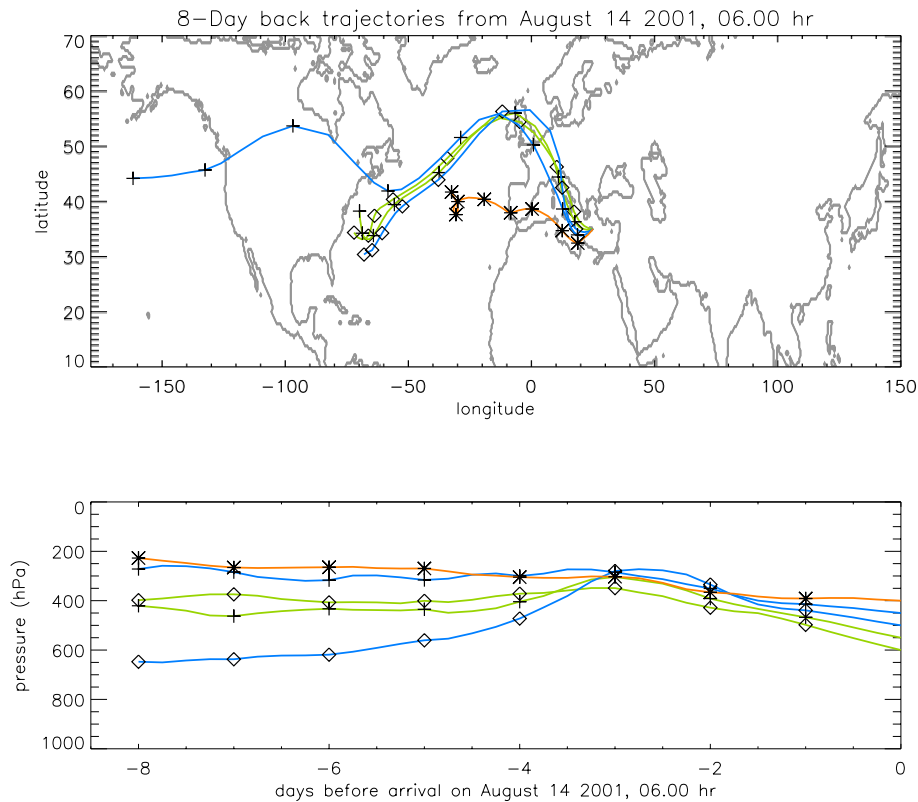 8-Day back trajectories from August 14 2001, 06.00 hr
70
60
50
40
30
20
10
latitude
-150 -100 -50 0 50 100 150
longitude
0
200
400
600
800
1000
pressure (hPa)
-8 -6 -4 -2 0
days before arrival on August 14 2001, 06.00 hr